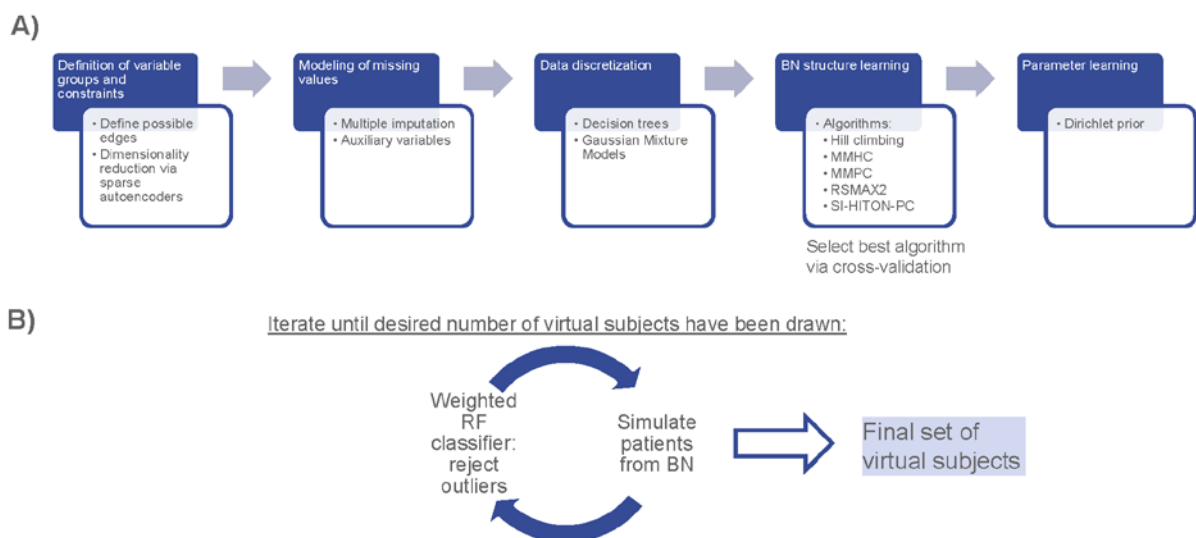 A)
Definition of variable
groups and
constraints
• Define possible
edges
• Dimensionality
reduction via
sparse
autoencoders
Modeling of missing
values
• Multiple imputation
• Auxiliary variables
Data discretization
• Decision trees
• Gaussian Mixture
Models
BN structure learning
• Algorithms:
• Hill climbing
• MMHC
• MMPC
• RSMAX2
• SI-HITON-PC
Select best algorithm
via cross-validation
Parameter learning
• Dirichlet prior
B)
Iterate until desired number of virtual subjects have been drawn:
Weighted
RF
classifier:
reject
outliers
Simulate
patients
from BN
Final set of
virtual subjects